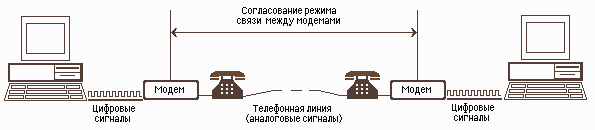 Согласование режима
связи между модемами
Модем
Модем
Цифровые
сигналы
Телефонная линия
(аналоговые сигналы)
Цифровые
сигналы